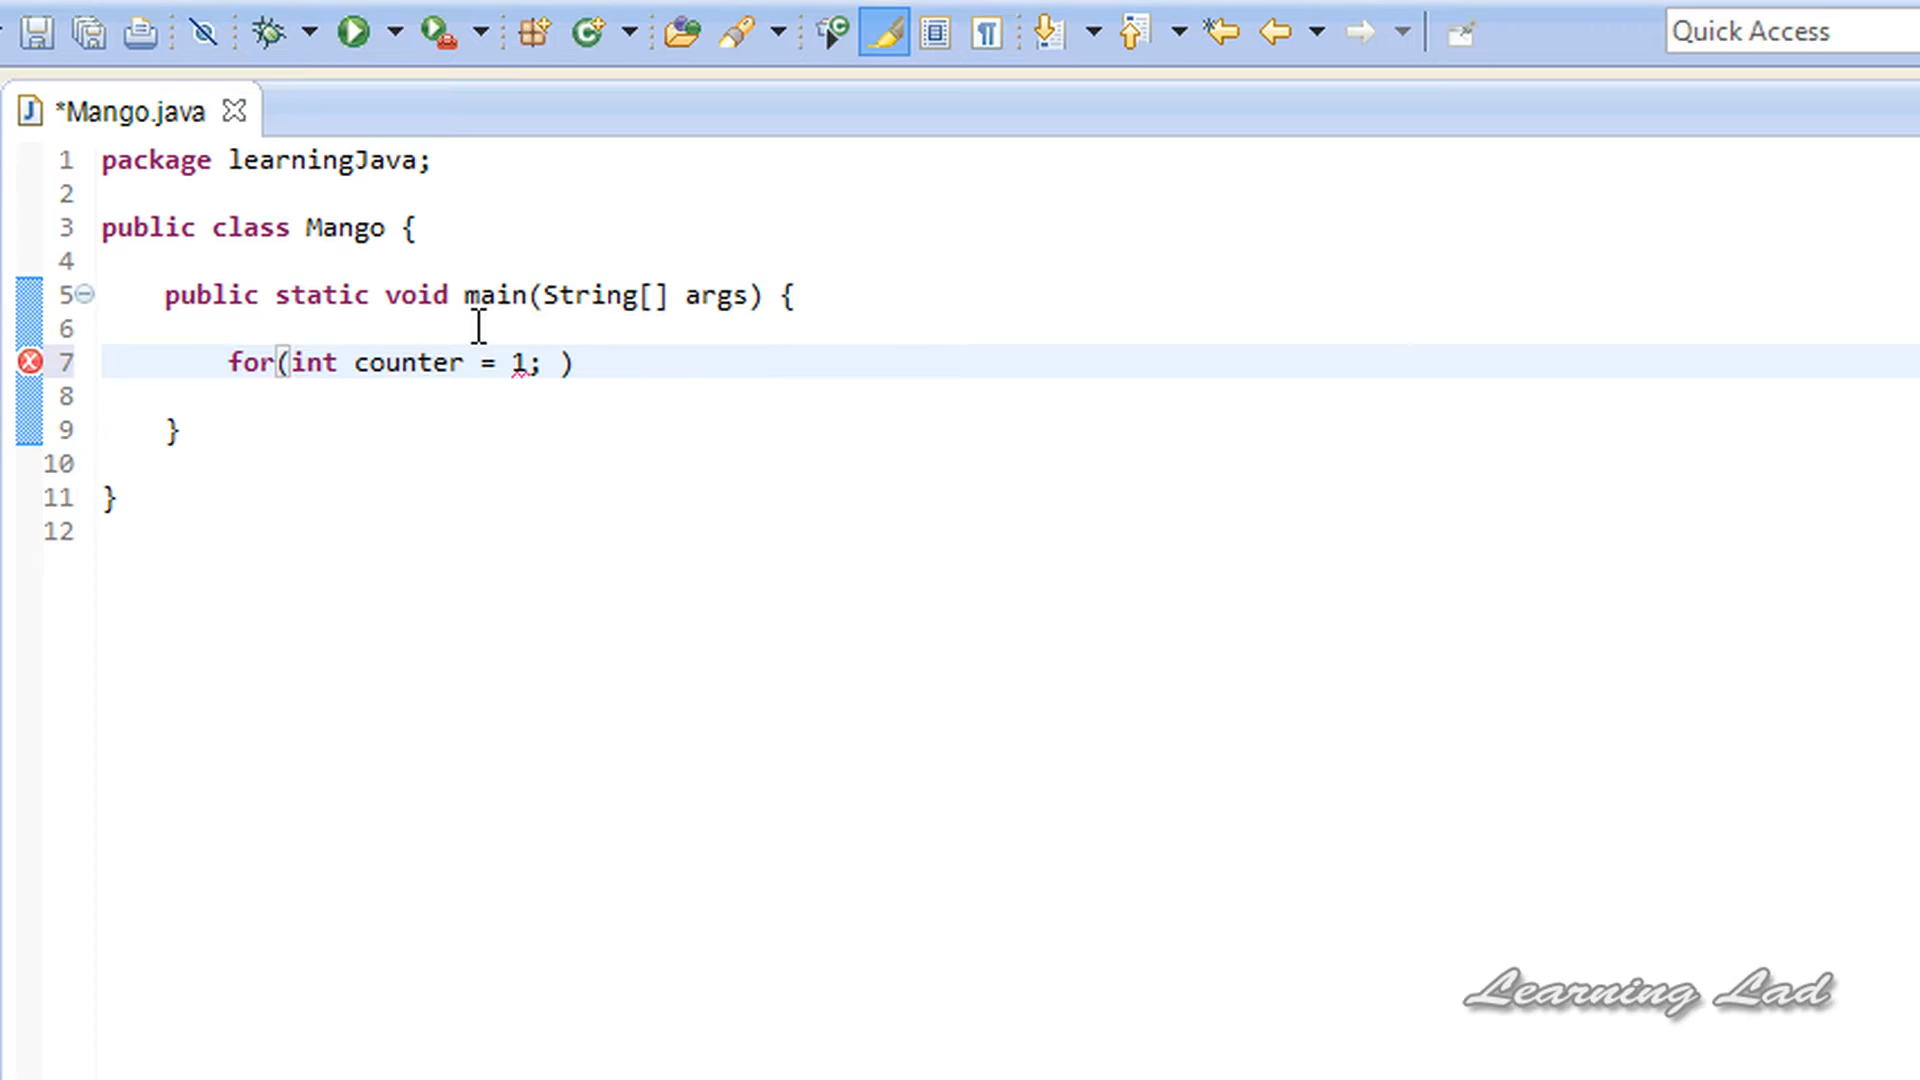 Quick Access
*Mango.java
1 package learningJava;
2
3 public class Mango {
4
5 public static void main(String[] args) {
6
7 for(int counter = 1; )
8
9 }
10
11 }
12
Learning Lad